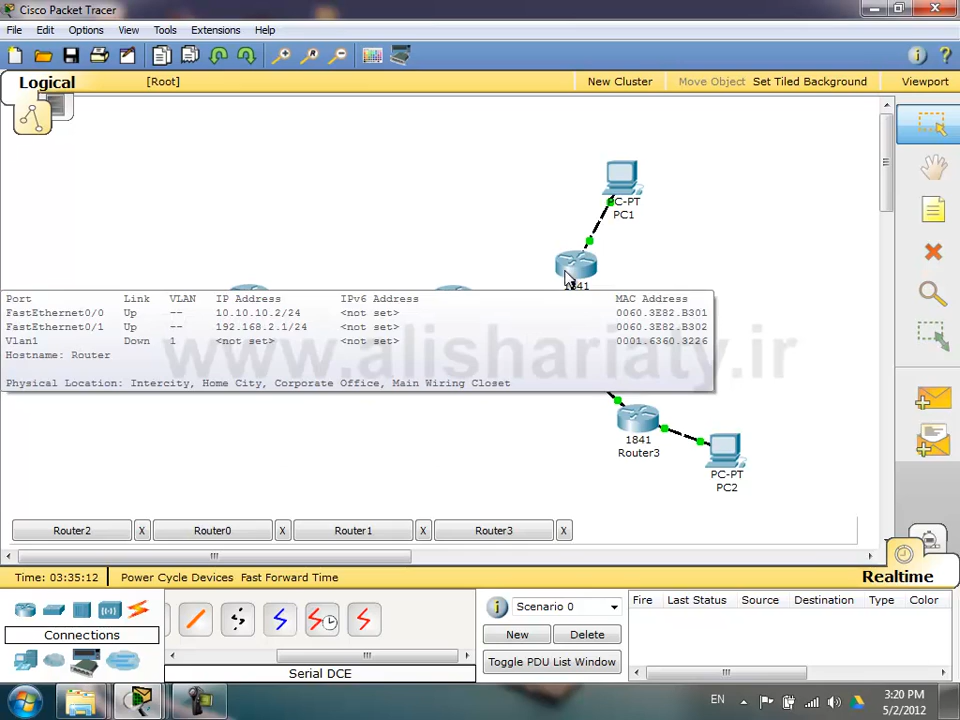 Cisco Packet Tracer
File Edit Options View Tools Extensions Help
Logical [Root] New Cluster Move Object Set Tiled Background Viewport
PC-PT
PC1
1841
Port Link VLAN IP Address IPv6 Address MAC Address
FastEthernet0/0 Up -- 10.10.10.2/24 <not set> 0060.3E82.B301
FastEthernet0/1 Up -- 192.168.2.1/24 <not set> 0060.3E82.B302
Vlan1 Down 1 <not set> <not set> 0001.6360.3226
Hostname: Router
www.alishariaty.ir
Physical Location: Intercity, Home City, Corporate Office, Main Wiring Closet
1841
Router3
PC-PT
PC2
Router2 X Router0 X Router1 X Router3 X
Time: 03:35:12 Power Cycle Devices Fast Forward Time Realtime
Scenario 0 Fire Last Status Source Destination Type Color
Connections New Delete
Toggle PDU List Window
Serial DCE
EN 3:20 PM
5/2/2012